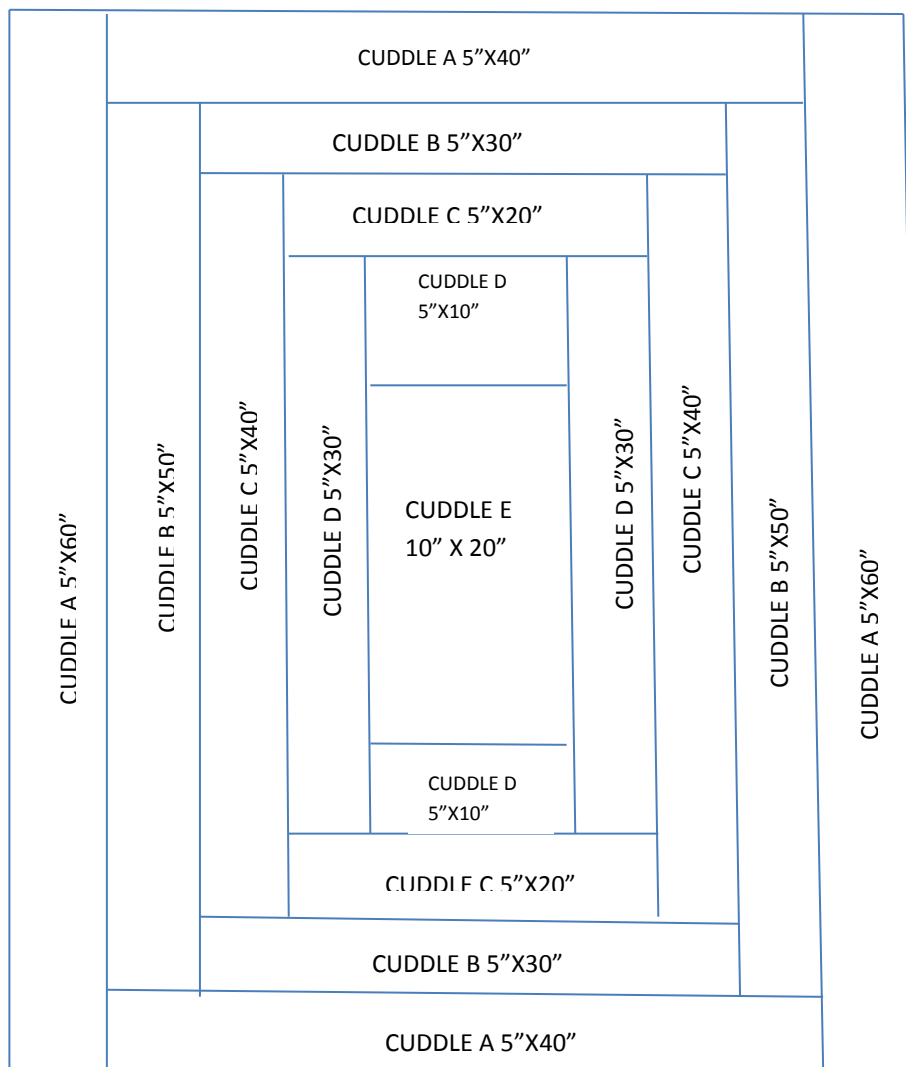 CUDDLE A 5”X40”
CUDDLE B 5”X30”
CUDDLE C 5”X20”
CUDDLE D
5”X10”
CUDDLE A 5”X60”
CUDDLE B 5”X50”
CUDDLE C 5”X40”
CUDDLE D 5”X30”
CUDDLE E
10” X 20”
CUDDLE D 5”X30”
CUDDLE C 5”X40”
CUDDLE B 5”X50”
CUDDLE A 5”X60”
CUDDLE D
5”X10”
CUDDLE C 5”X20”
CUDDLE B 5”X30”
CUDDLE A 5”X40”